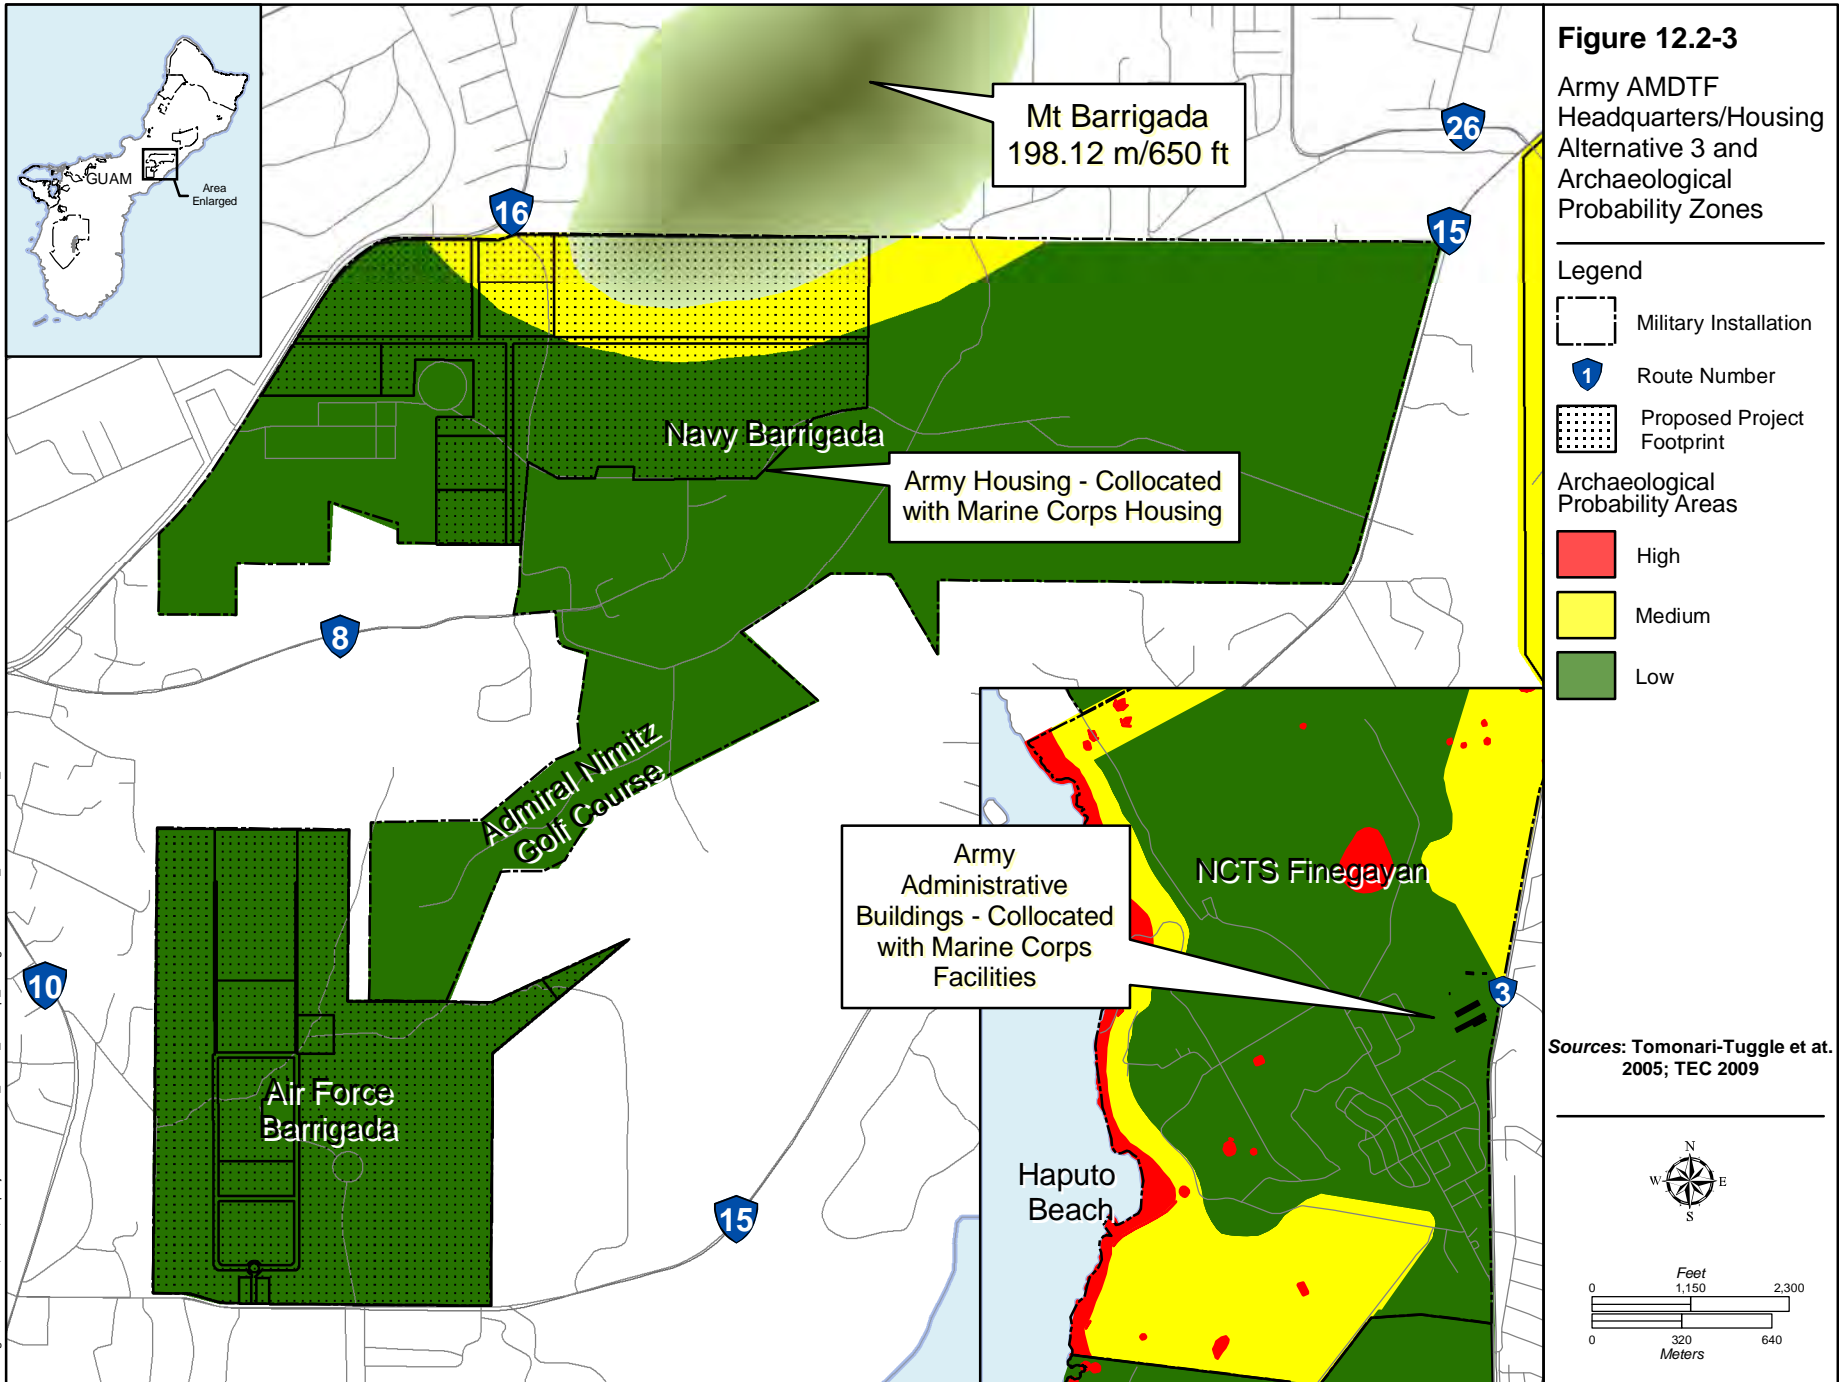 GUAM
Area
Enlarged
Mt Barrigada
198.12 m/650 ft
26
16
15
Navy Barrigada
Army Housing - Collocated
with Marine Corps Housing
8
Admiral Nimitz
Golf Course
Army
Administrative
Buildings - Collocated
with Marine Corps
Facilities
NCTS Finegayan
3
10
Air Force
Barrigada
Haputo
Beach
15
Figure 12.2-3
Army AMDTF
Headquarters/Housing
Alternative 3 and
Archaeological
Probability Zones
Legend
Military Installation
1
Route Number
Proposed Project
Footprint
Archaeological
Probability Areas
High
Medium
Low
Sources: Tomonari-Tuggle et at.
2005; TEC 2009
N
W E
S
Feet
0 1,150 2,300
0 320 640
Meters